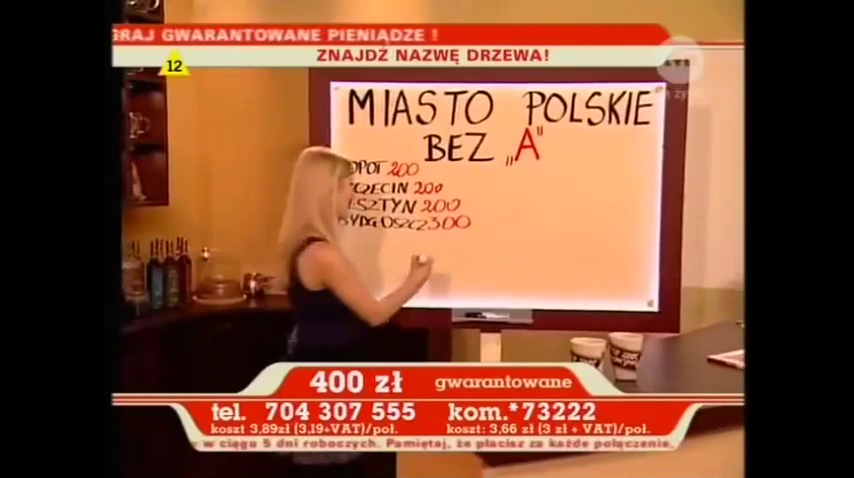 GRAJ GWARANTOWANE PIENIĄDZE !
ZNAJDŹ NAZWĘ DRZEWA!
12
MIASTO POLSKIE
BEZ „A”
OPOT 200
ZCZECIN 200
ESZTYN 200
BYDGOSZCZ 300
400 zł gwarantowane
tel. 704 307 555 kom.*73222
koszt 3,89zł (3,19+VAT)/poł. koszt: 3,66 zł (3 zł + VAT)/poł.
w ciągu 5 dni roboczych. Pamiętaj, że płacisz za każde połączenie,